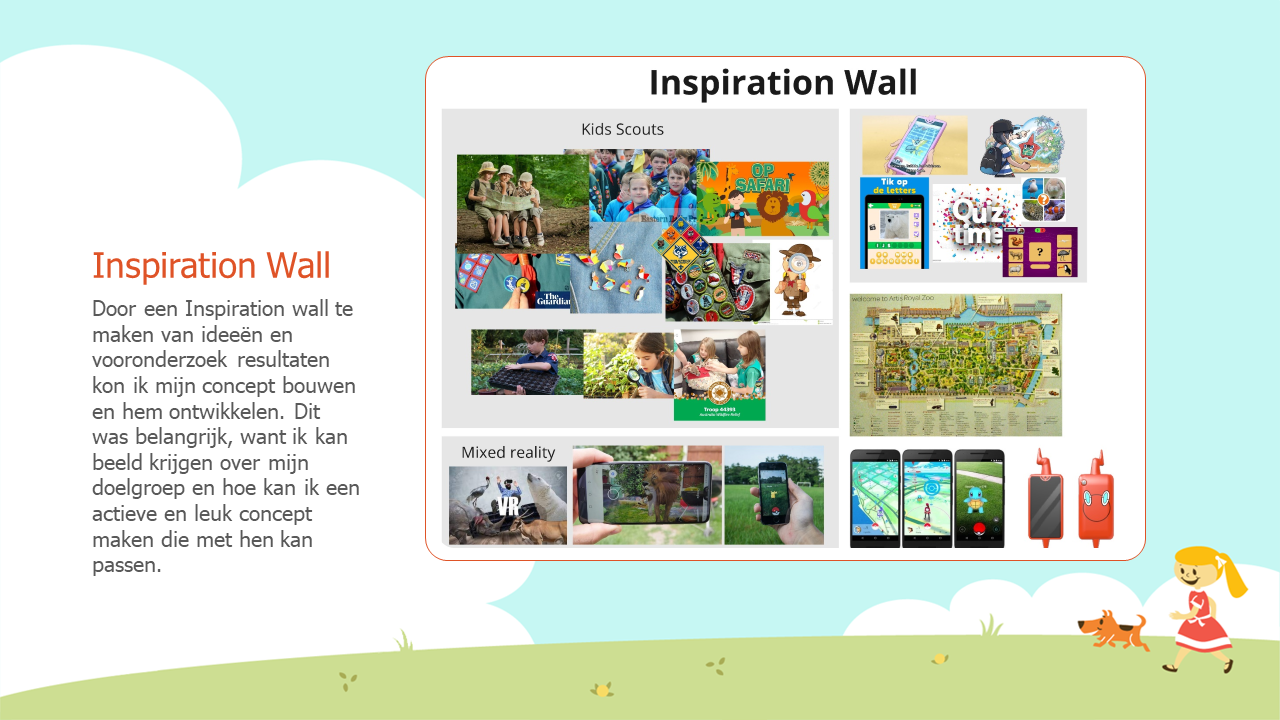 Inspiration Wall
Door een Inspiration wall te
maken van ideeën en
vooronderzoek resultaten
kon ik mijn concept bouwen
en hem ontwikkelen. Dit
was belangrijk, want ik kan
beeld krijgen over mijn
doelgroep en hoe kan ik een
actieve en leuk concept
maken die met hen kan
passen.
Inspiration Wall
Kids Scouts
OP
SAFARI
The
Guardian
Troop 44393
Tik op
de letters
Quiz
time
?
?
welcome to Artis Royal Zoo
Mixed reality
VR